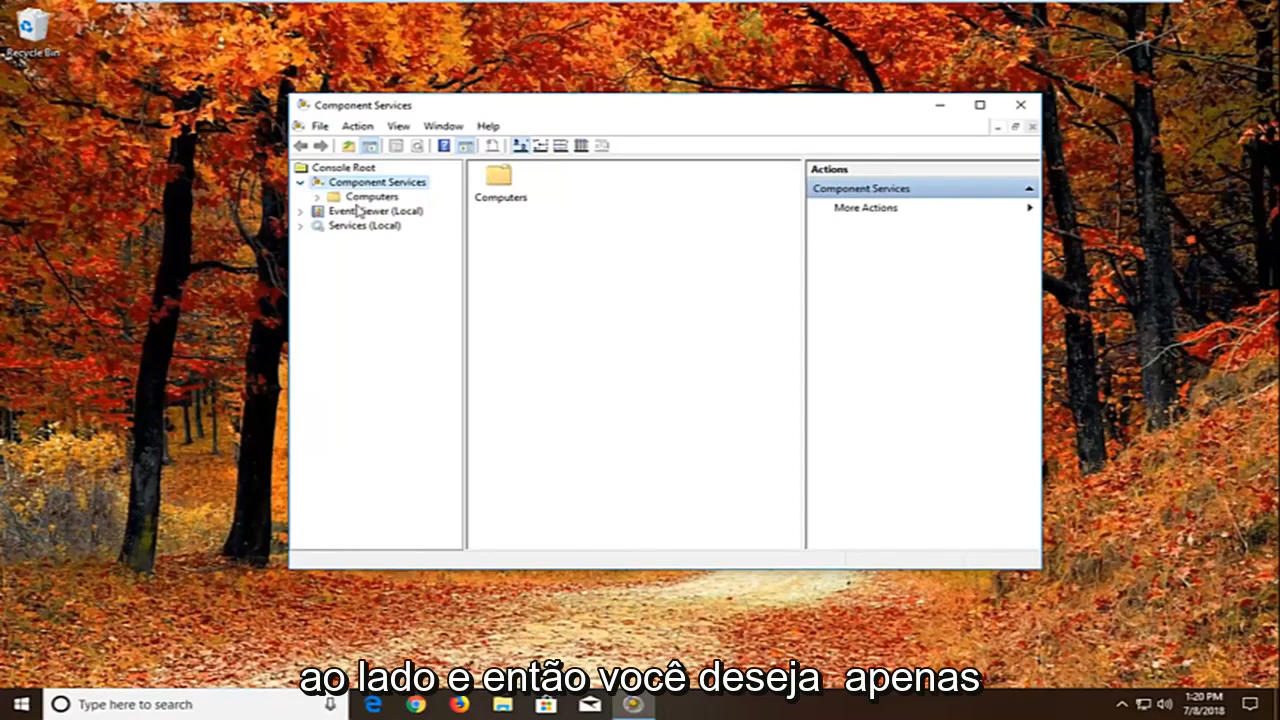 Recycle Bin
Component Services
File Action View Window Help
Console Root
Component Services
Computers
Event Viewer (Local)
Services (Local)
Computers
Actions
Component Services
More Actions
ao lado e então você deseja apenas
Type here to search
1:20 PM
7/8/2018